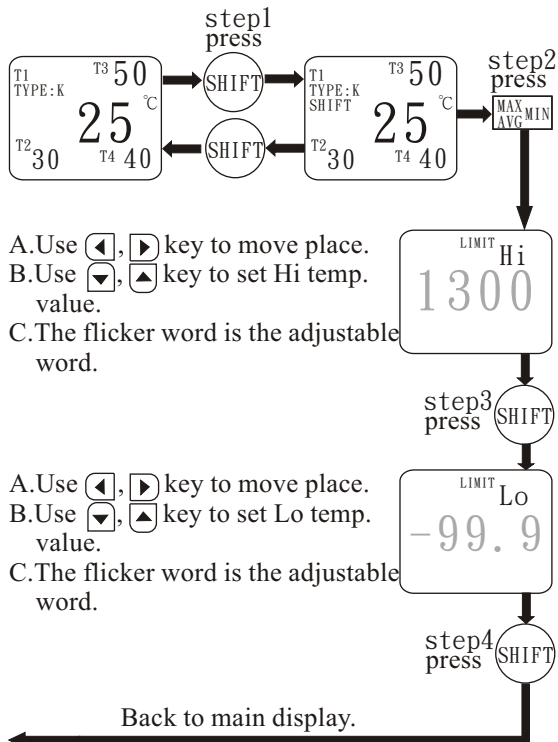 step1
press
step2
press
T1
TYPE:K
T3 50
25 ℃
T2 30
T4 40
SHIFT
SHIFT
T1
TYPE:K
SHIFT
T3 50
25 ℃
T2 30
T4 40
MAX
AVG MIN
A.Use ◀, ▶ key to move place.
B.Use ▼, ▲ key to set Hi temp.
value.
C.The flicker word is the adjustable
word.
LIMIT Hi
1300
step3
press
SHIFT
A.Use ◀, ▶ key to move place.
B.Use ▼, ▲ key to set Lo temp.
value.
C.The flicker word is the adjustable
word.
LIMIT Lo
-99.9
step4
press
SHIFT
Back to main display.